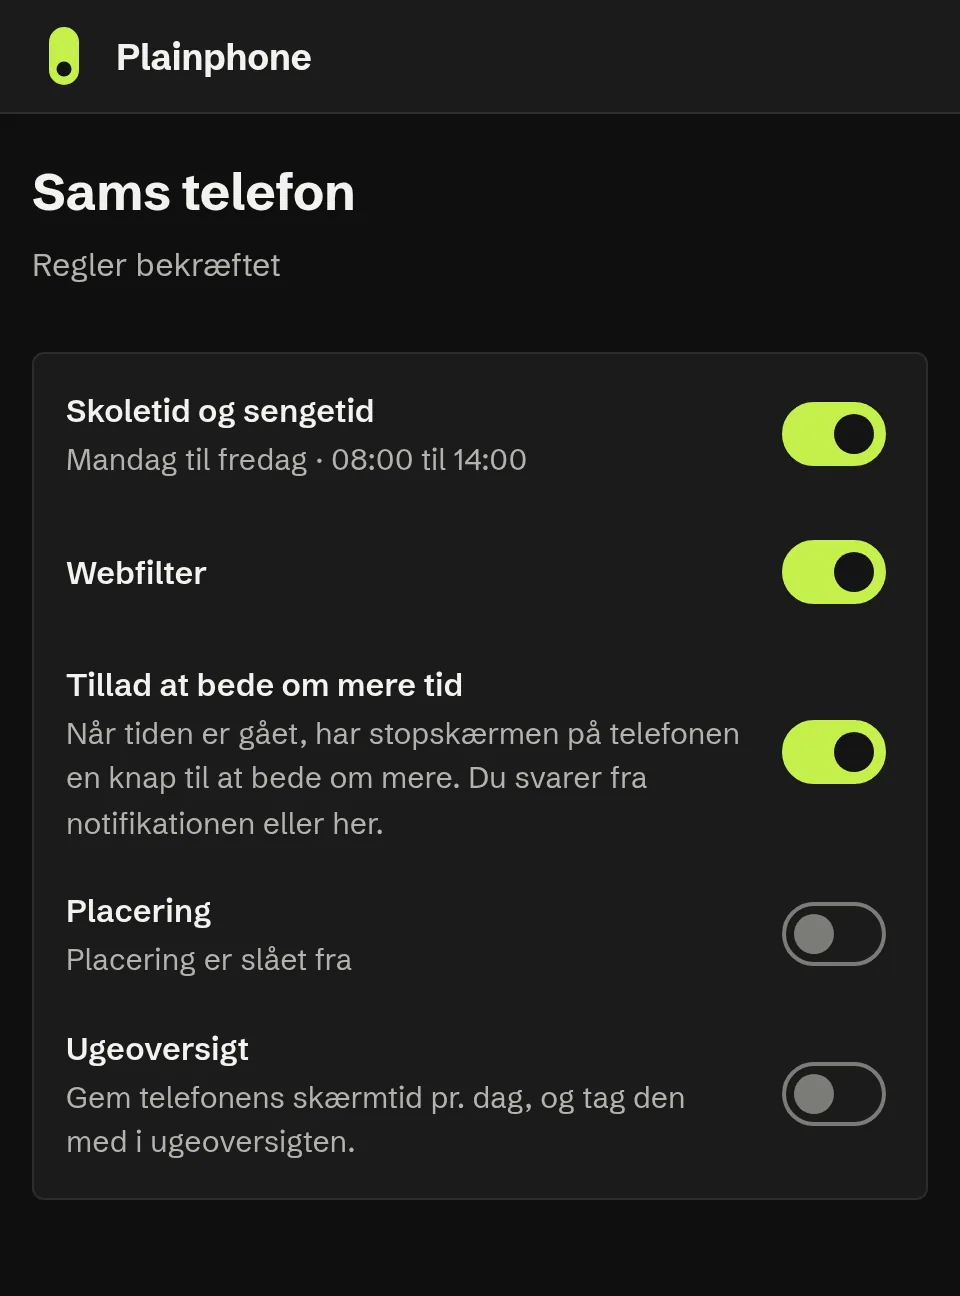 Plainphone
Sams telefon
Regler bekræftet
Skoletid og sengetid
Mandag til fredag · 08:00 til 14:00
Webfilter
Tillad at bede om mere tid
Når tiden er gået, har stopskærmen på telefonen
en knap til at bede om mere. Du svarer fra
notifikationen eller her.
Placering
Placering er slået fra
Ugeoversigt
Gem telefonens skærmtid pr. dag, og tag den
med i ugeoversigten.